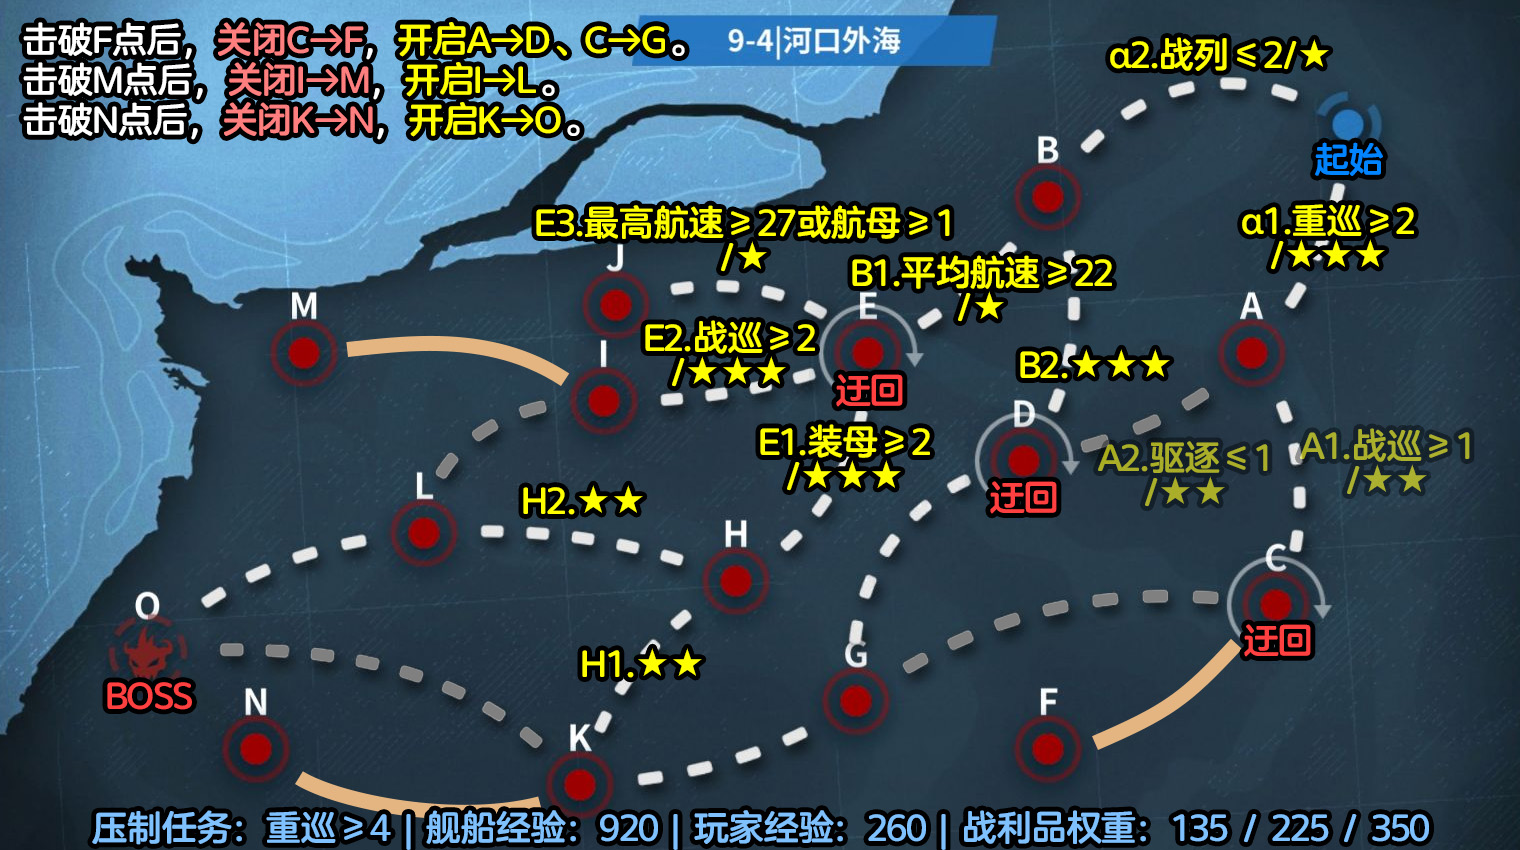 击破F点后，关闭C→F，开启A→D、C→G。
击破M点后，关闭I→M，开启I→L。
击破N点后，关闭K→N，开启K→O。
9-4|河口外海
α2.战列≤2/★
起始
B
α1.重巡≥2
/★★★
E3.最高航速≥27或航母≥1
/★
J
B1.平均航速≥22
/★
M
E
A
I
E2.战巡≥2
/★★★
B2.★★★
迂回
D
E1.装母≥2
/★★★
A2.驱逐≤1
/★★
A1.战巡≥1
/★★
迂回
L
H2.★★
H
C
迂回
O
BOSS
H1.★★
G
N
K
F
压制任务：重巡≥4 | 舰船经验：920 | 玩家经验：260 | 战利品权重：135 / 225 / 350